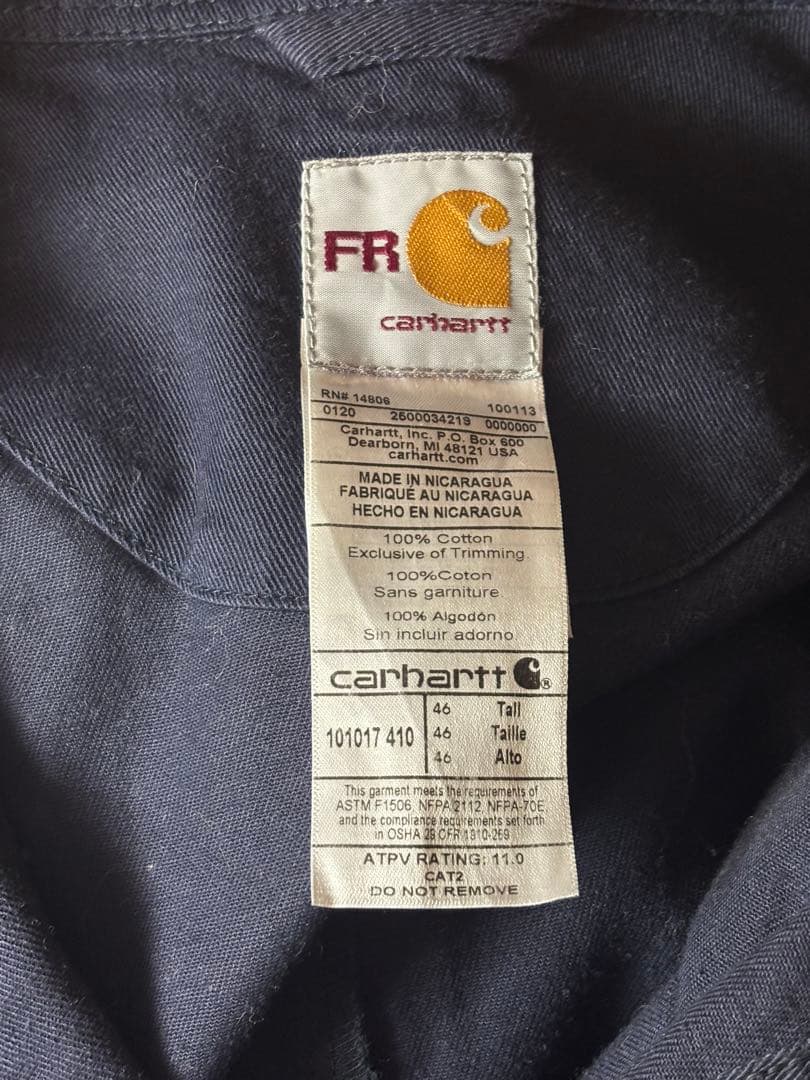 FR
carhartt
RN# 14806 100113
0120 2600034219 0000000
Carhartt, Inc. P.O. Box 600
Dearborn, MI 48121 USA
carhartt.com
MADE IN NICARAGUA
FABRIQUÉ AU NICARAGUA
HECHO EN NICARAGUA
100% Cotton
Exclusive of Trimming.
100%Coton
Sans garniture
100% Algodón
Sin incluir adorno
carhartt ®
101017 410
46 Tall
46 Taille
46 Alto
This garment meets the requirements of
ASTM F1506, NFPA 2112, NFPA-70E,
and the compliance requirements set forth
in OSHA 29 CFR 1910-269
ATPV RATING: 11.0
CAT2
DO NOT REMOVE